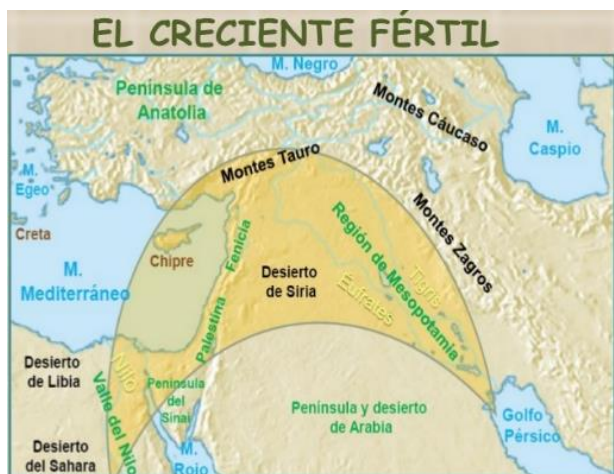 EL CRECIENTE FÉRTIL
M. Negro
Península de
Anatolia
Montes Cáucaso
M.
Caspio
Montes Tauro
M.
Egeo
Creta
Chipre
Fenicia
Montes Zagros
Región de Mesopotamia
Tigris
Éufrates
M.
Mediterráneo
Desierto
de Siria
Palestina
Desierto
de Libia
Nilo
Valle del Nilo
Península
del
Sinai
Península y desierto
de Arabia
Golfo
Pérsico
Desierto
del Sahara
M.
Rojo